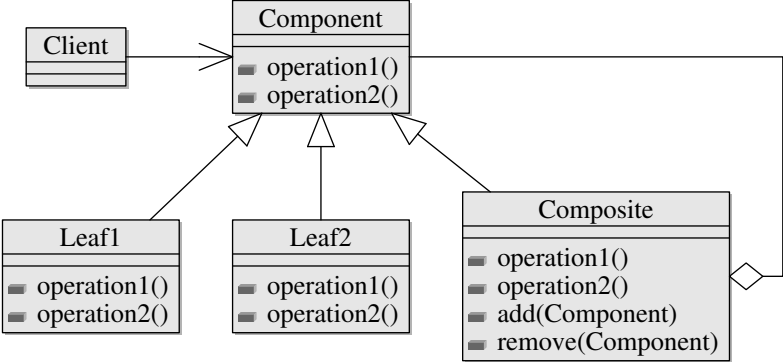 Component
Client
operation1()
operation2()
Leaf1
operation1()
operation2()
Leaf2
operation1()
operation2()
Composite
operation1()
operation2()
add(Component)
remove(Component)